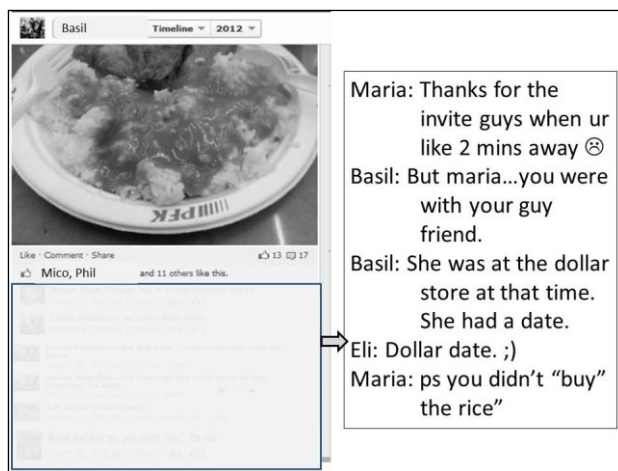 Basil Timeline 2012
PFK
Like · Comment · Share 13 17
Mico, Phil and 11 others like this.
Maria: Thanks for the
invite guys when ur
like 2 mins away ☹
Basil: But maria...you were
with your guy
friend.
Basil: She was at the dollar
store at that time.
She had a date.
Eli: Dollar date. ;)
Maria: ps you didn't “buy”
the rice”